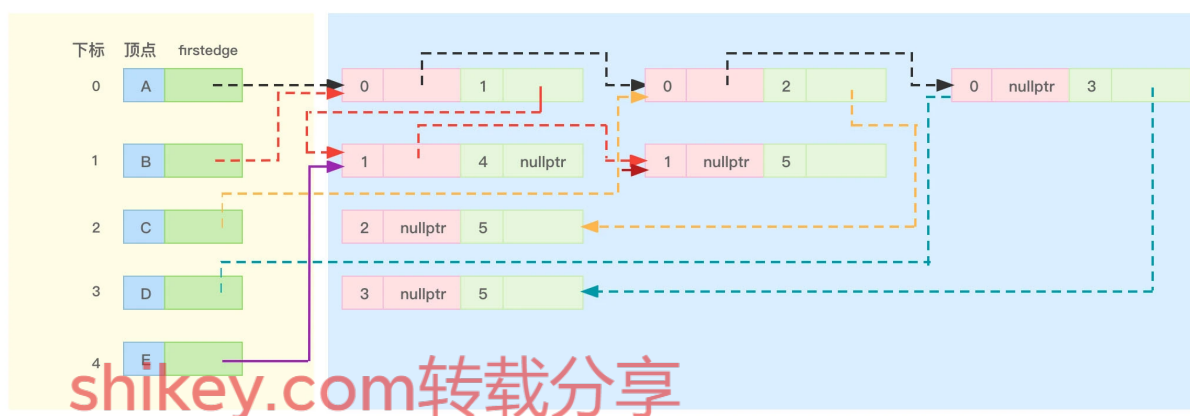 下标 顶点 firstedge
0 A 0 1 0 2 0 nullptr 3
1 B 1 4 nullptr 1 nullptr 5
2 C 2 nullptr 5
3 D 3 nullptr 5
4 E
shikey.com转载分享